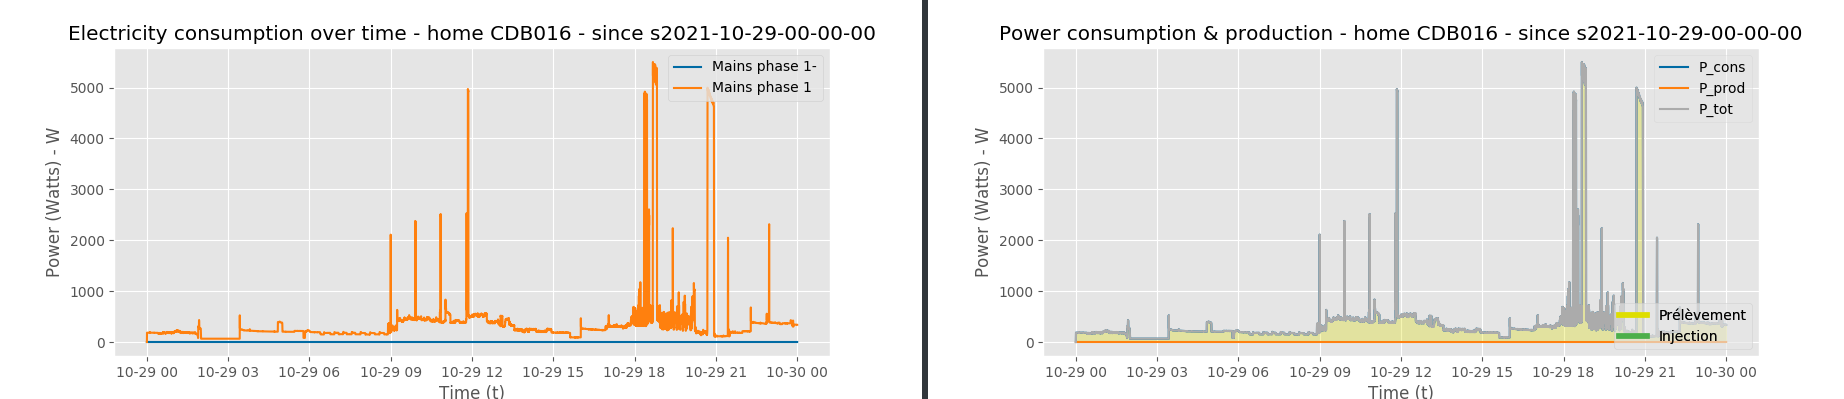 Electricity consumption over time - home CDB016 - since s2021-10-29-00-00-00
Mains phase 1-
Mains phase 1
Power (Watts) - W
5000
4000
3000
2000
1000
0
10-29 00 10-29 03 10-29 06 10-29 09 10-29 12 10-29 15 10-29 18 10-29 21 10-30 00
Time (t)
Power consumption & production - home CDB016 - since s2021-10-29-00-00-00
P_cons
P_prod
P_tot
Power (Watts) - W
5000
4000
3000
2000
1000
0
Prélèvement
Injection
10-29 00 10-29 03 10-29 06 10-29 09 10-29 12 10-29 15 10-29 18 10-29 21 10-30 00
Time (t)